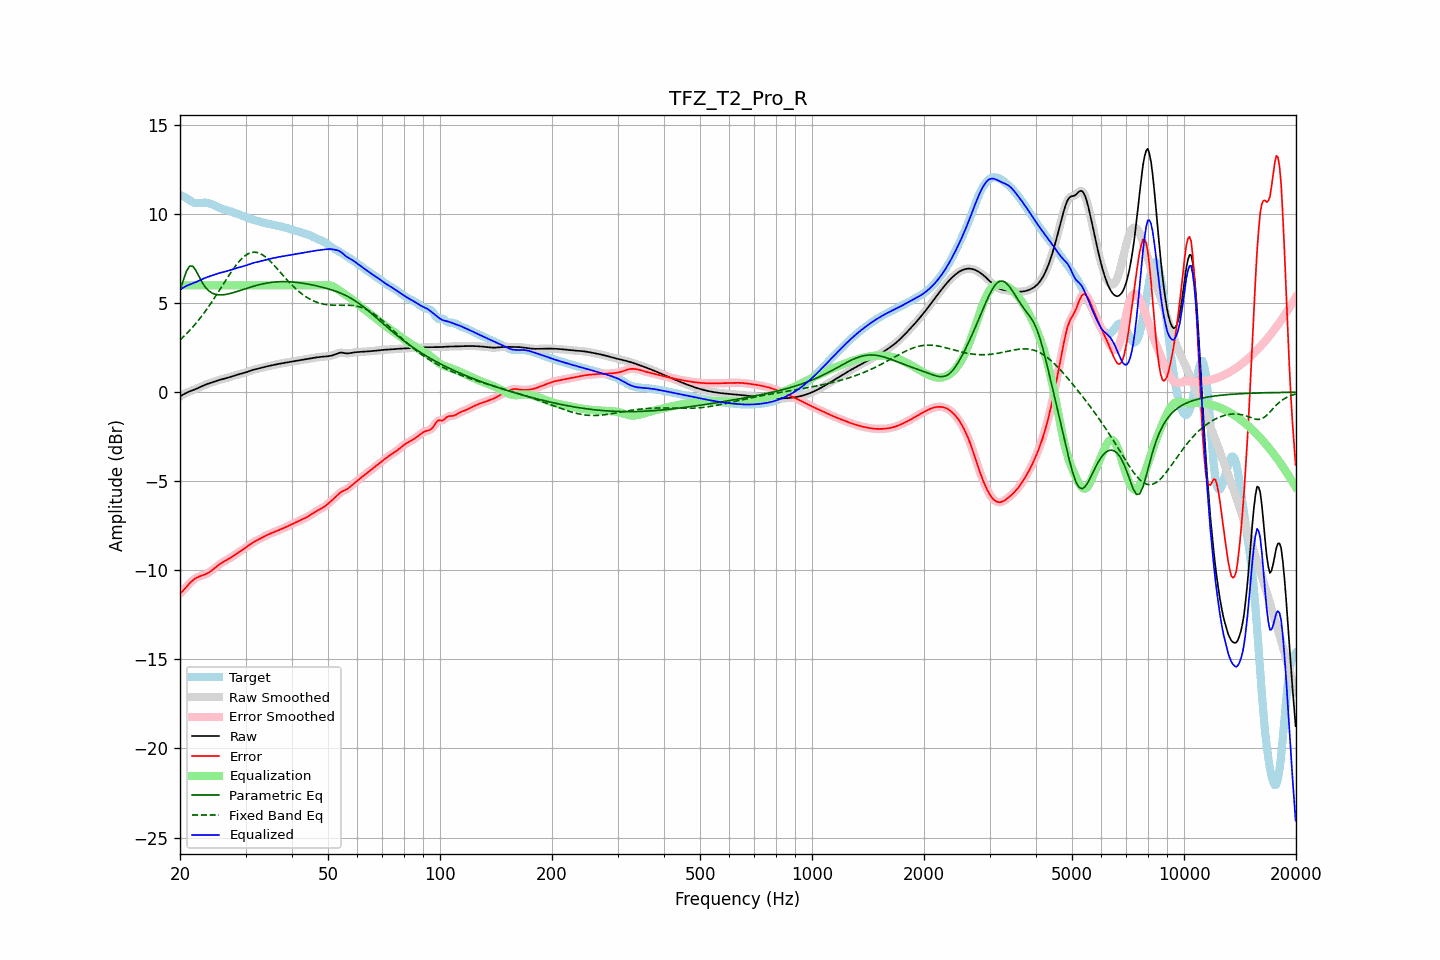 TFZ_T2_Pro_R
Amplitude (dBr)
15
10
5
0
−5
−10
−15
−20
−25
Target
Raw Smoothed
Error Smoothed
Raw
Error
Equalization
Parametric Eq
Fixed Band Eq
Equalized
20 50 100 200 500 1000 2000 5000 10000 20000
Frequency (Hz)